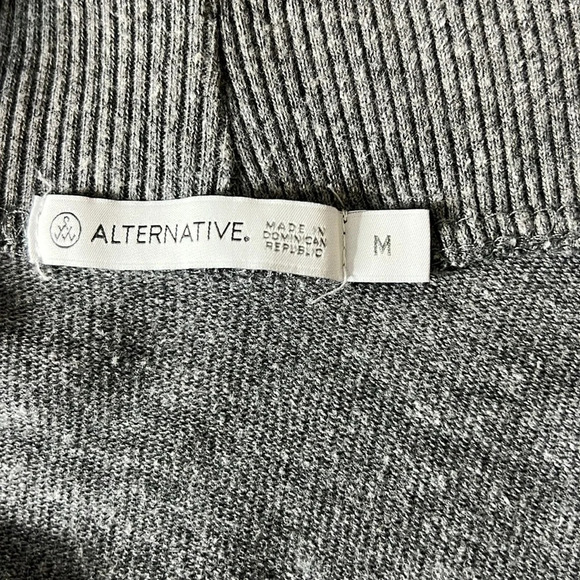 ALTERNATIVE.
MADE IN
DOMINICAN
REPUBLIC
M